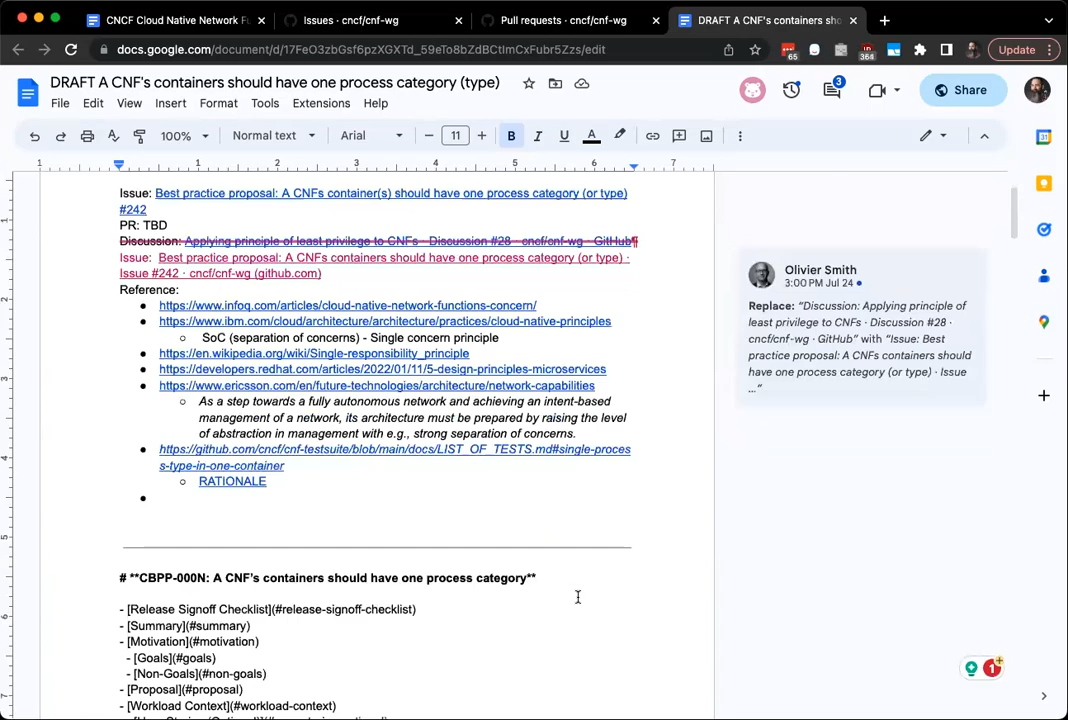 CNCF Cloud Native Network Fu
Issues · cncf/cnf-wg
Pull requests · cncf/cnf-wg
DRAFT A CNF's containers sho
docs.google.com/document/d/17FeO3zbGsf6pzXGXTd_59eTo8bZdBCtImCxFubr5Zzs/edit
65
364
Update
DRAFT A CNF's containers should have one process category (type)
3
Share
File Edit View Insert Format Tools Extensions Help
100%
Normal text
Arial
11
B I U A
1 1 2 3 4 5 6 7
Issue: Best practice proposal: A CNFs container(s) should have one process category (or type)
#242
PR: TBD
Discussion: Applying principle of least privilege to CNFs · Discussion #28 · cncf/cnf-wg · GitHub¶
Issue: Best practice proposal: A CNFs containers should have one process category (or type) ·
Issue #242 · cncf/cnf-wg (github.com)
Reference:
https://www.infoq.com/articles/cloud-native-network-functions-concern/
https://www.ibm.com/cloud/architecture/architecture/practices/cloud-native-principles
SoC (separation of concerns) - Single concern principle
https://en.wikipedia.org/wiki/Single-responsibility_principle
https://developers.redhat.com/articles/2022/01/11/5-design-principles-microservices
https://www.ericsson.com/en/future-technologies/architecture/network-capabilities
As a step towards a fully autonomous network and achieving an intent-based
management of a network, its architecture must be prepared by raising the level
of abstraction in management with e.g., strong separation of concerns.
https://github.com/cncf/cnf-testsuite/blob/main/docs/LIST_OF_TESTS.md#single-proces
s-type-in-one-container
RATIONALE
# **CBPP-000N: A CNF's containers should have one process category**
- [Release Signoff Checklist](#release-signoff-checklist)
- [Summary](#summary)
- [Motivation](#motivation)
- [Goals](#goals)
- [Non-Goals](#non-goals)
- [Proposal](#proposal)
- [Workload Context](#workload-context)
Olivier Smith
3:00 PM Jul 24
Replace: “Discussion: Applying principle of
least privilege to CNFs · Discussion #28 ·
cncf/cnf-wg · GitHub” with “Issue: Best
practice proposal: A CNFs containers should
have one process category (or type) · Issue
...”
1